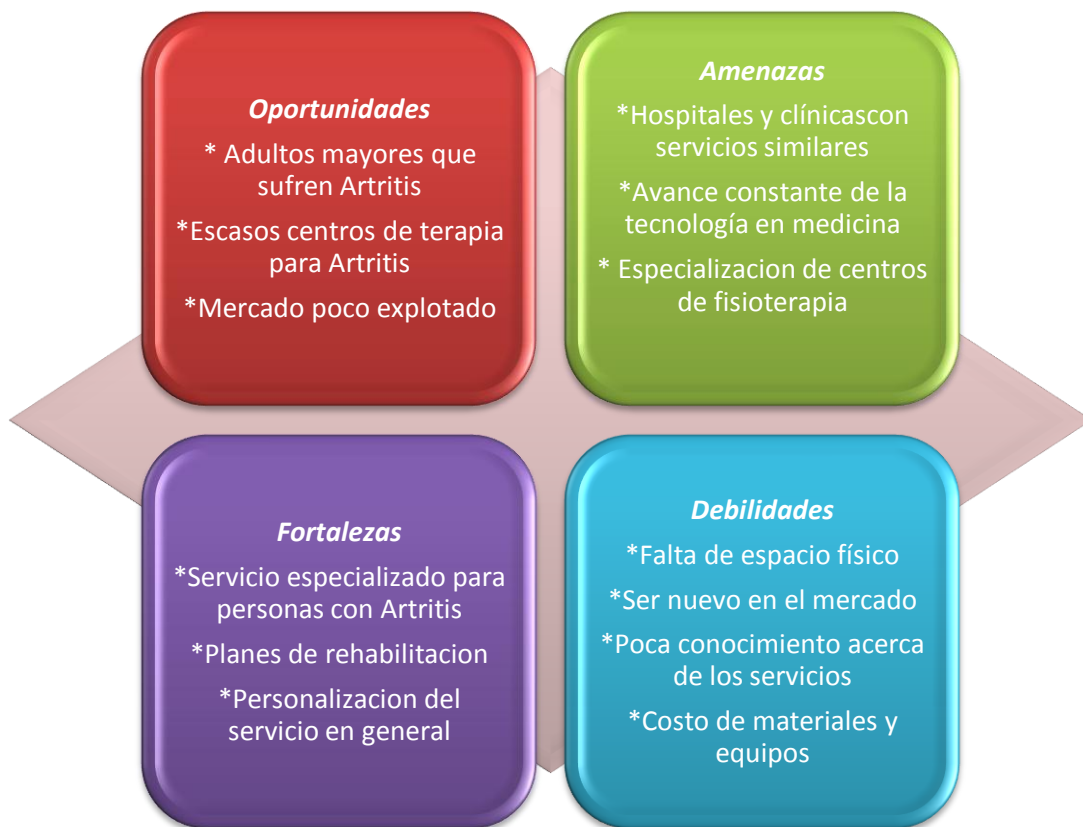 Oportunidades
* Adultos mayores que
sufren Artritis
*Escasos centros de terapia
para Artritis
*Mercado poco explotado
Amenazas
*Hospitales y clínicascon
servicios similares
*Avance constante de la
tecnología en medicina
* Especializacion de centros
de fisioterapia
Fortalezas
*Servicio especializado para
personas con Artritis
*Planes de rehabilitacion
*Personalizacion del
servicio en general
Debilidades
*Falta de espacio físico
*Ser nuevo en el mercado
*Poca conocimiento acerca
de los servicios
*Costo de materiales y
equipos